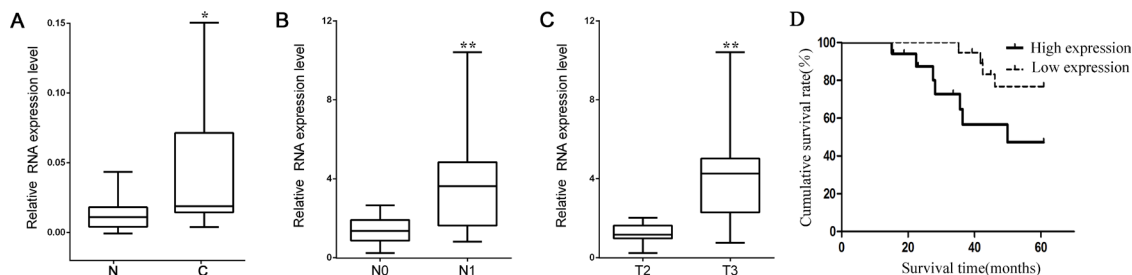 A
Relative RNA expression level
0.15
0.10
0.05
0.00
*
N C
B
Relative RNA expression level
12
8
4
0
**
N0 N1
C
Relative RNA expression level
12
8
4
0
**
T2 T3
D
Cumulative survival rate(%)
100
80
60
40
20
0
High expression
Low expression
0 20 40 60
Survival time(months)